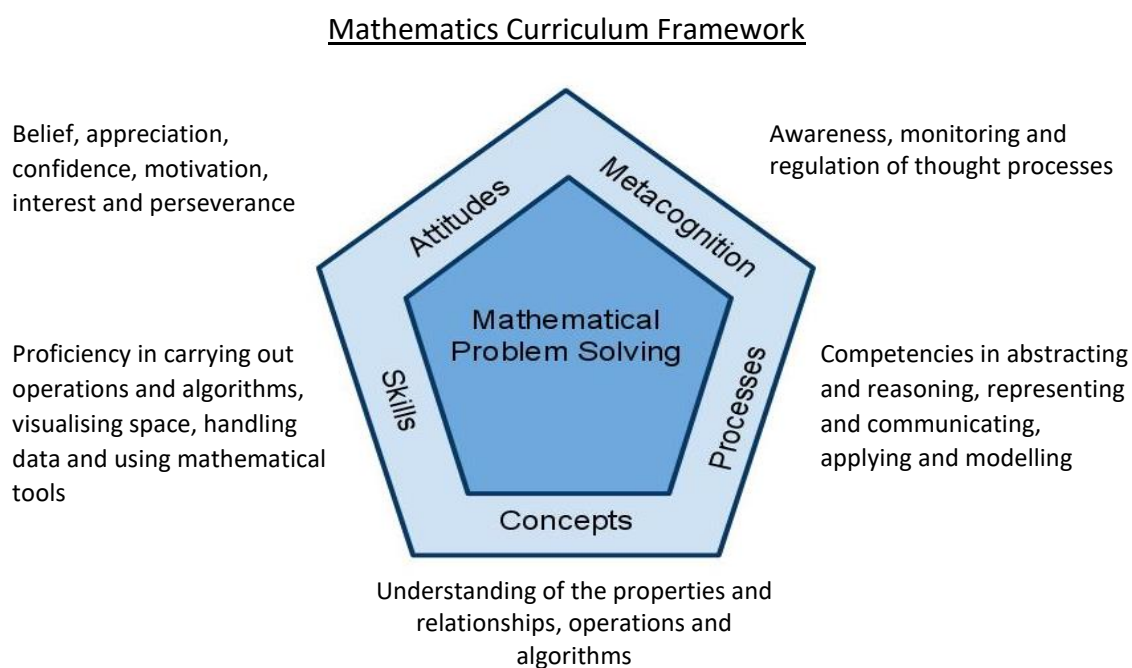 Mathematics Curriculum Framework
Belief, appreciation,
confidence, motivation,
interest and perseverance
Awareness, monitoring and
regulation of thought processes
Attitudes
Metacognition
Mathematical
Problem Solving
Proficiency in carrying out
operations and algorithms,
visualising space, handling
data and using mathematical
tools
Skills
Processes
Competencies in abstracting
and reasoning, representing
and communicating,
applying and modelling
Concepts
Understanding of the properties and
relationships, operations and
algorithms